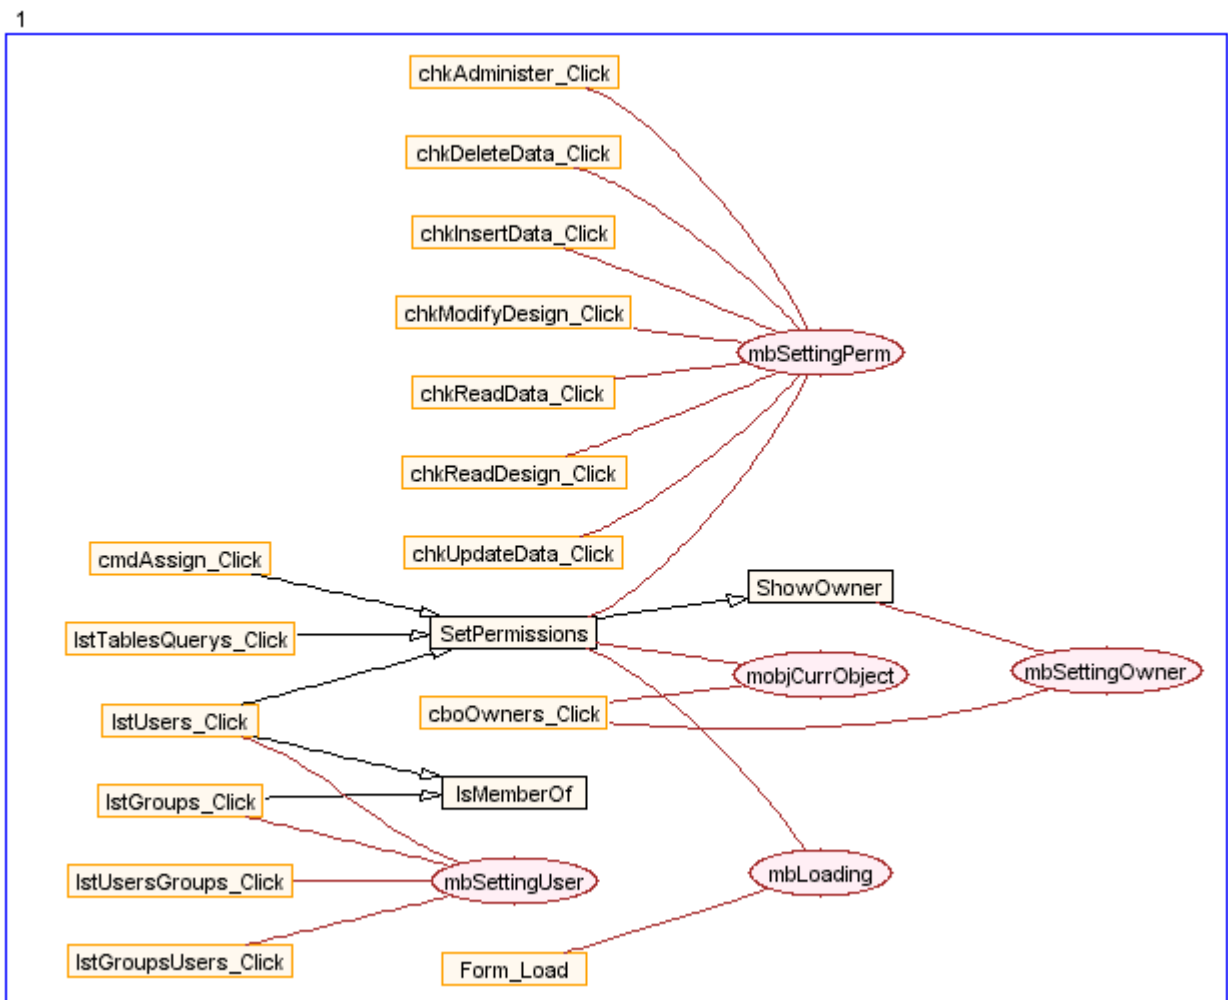 1
chkAdminister_Click
chkDeleteData_Click
chkInsertData_Click
chkModifyDesign_Click
mbSettingPerm
chkReadData_Click
chkReadDesign_Click
chkUpdateData_Click
cmdAssign_Click
ShowOwner
lstTablesQuerys_Click
SetPermissions
mobjCurrObject
mbSettingOwner
lstUsers_Click
cboOwners_Click
lstGroups_Click
IsMemberOf
lstUsersGroups_Click
mbSettingUser
mbLoading
lstGroupsUsers_Click
Form_Load